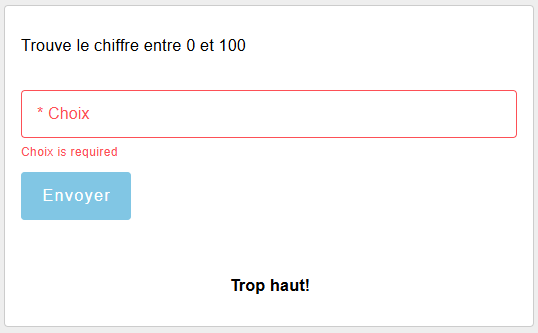 Trouve le chiffre entre 0 et 100
* Choix
Choix is required
Envoyer
Trop haut!